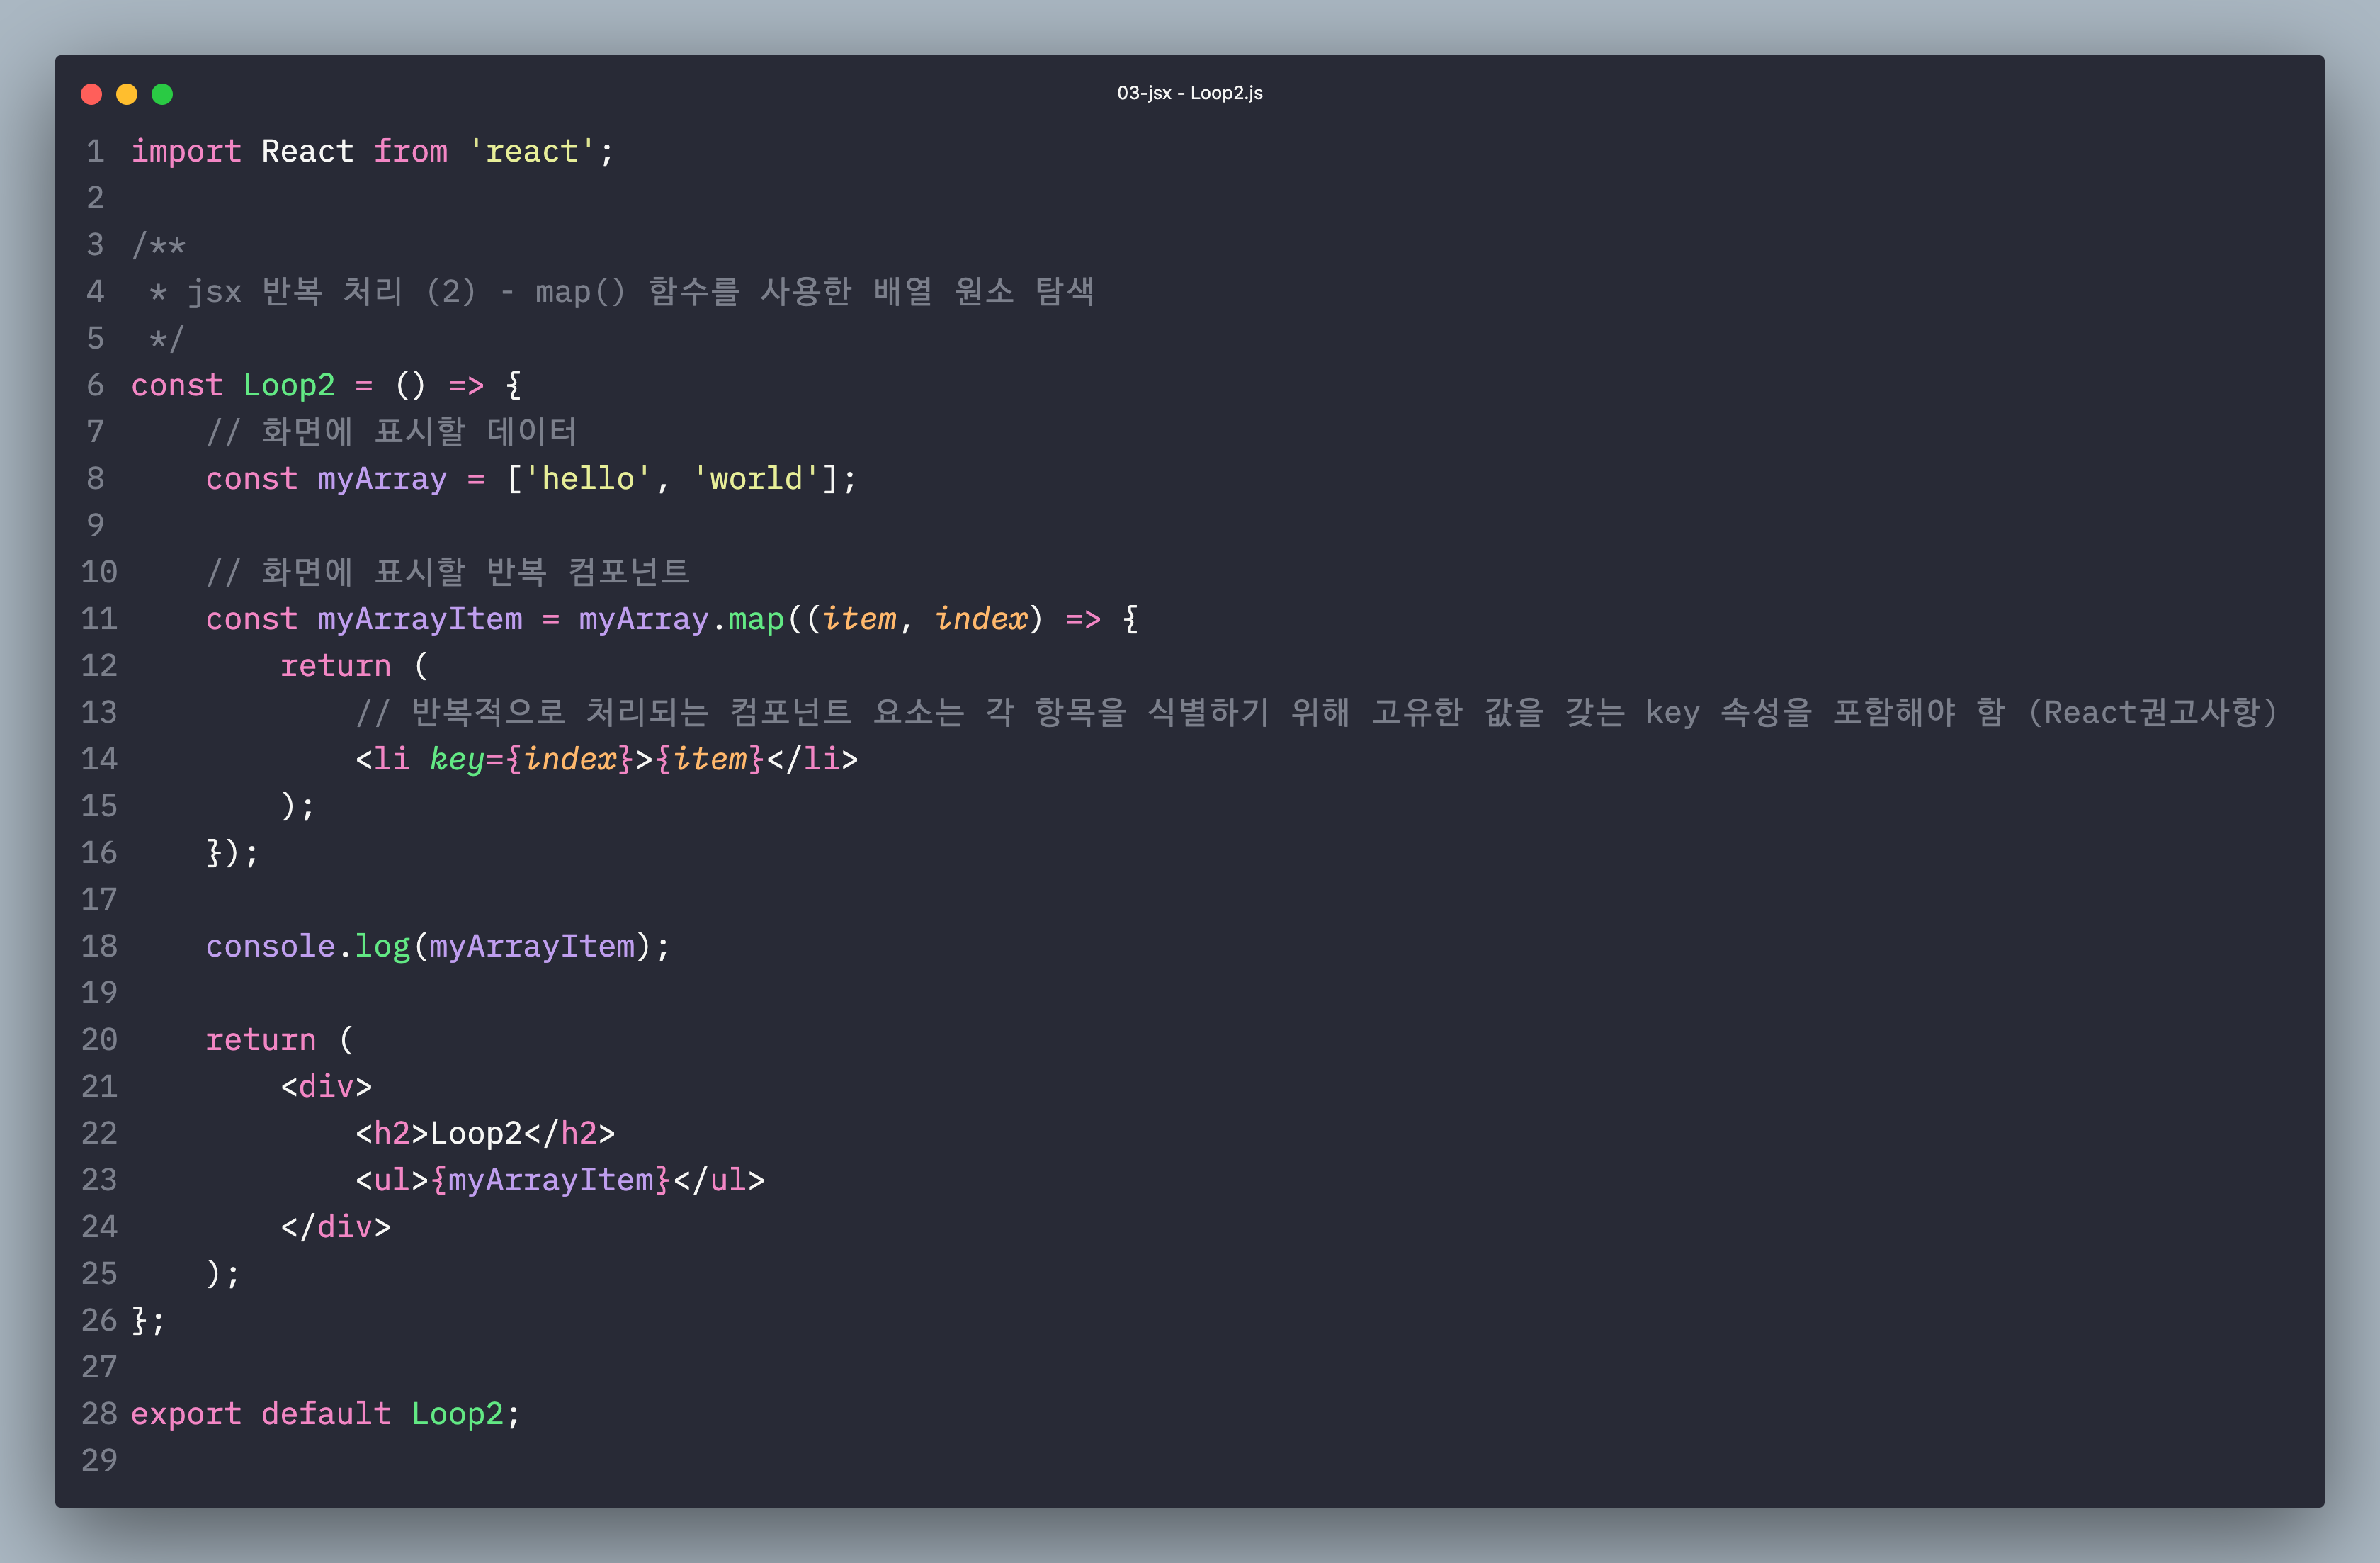 03-jsx - Loop2.js
1 import React from 'react';
2
3 /**
4  * jsx 반복 처리 (2) - map() 함수를 사용한 배열 원소 탐색
5  */
6 const Loop2 = () => {
7     // 화면에 표시할 데이터
8     const myArray = ['hello', 'world'];
9
10     // 화면에 표시할 반복 컴포넌트
11     const myArrayItem = myArray.map((item, index) => {
12         return (
13             // 반복적으로 처리되는 컴포넌트 요소는 각 항목을 식별하기 위해 고유한 값을 갖는 key 속성을 포함해야 함 (React권고사항)
14             <li key={index}>{item}</li>
15         );
16     });
17
18     console.log(myArrayItem);
19
20     return (
21         <div>
22             <h2>Loop2</h2>
23             <ul>{myArrayItem}</ul>
24         </div>
25     );
26 };
27
28 export default Loop2;
29